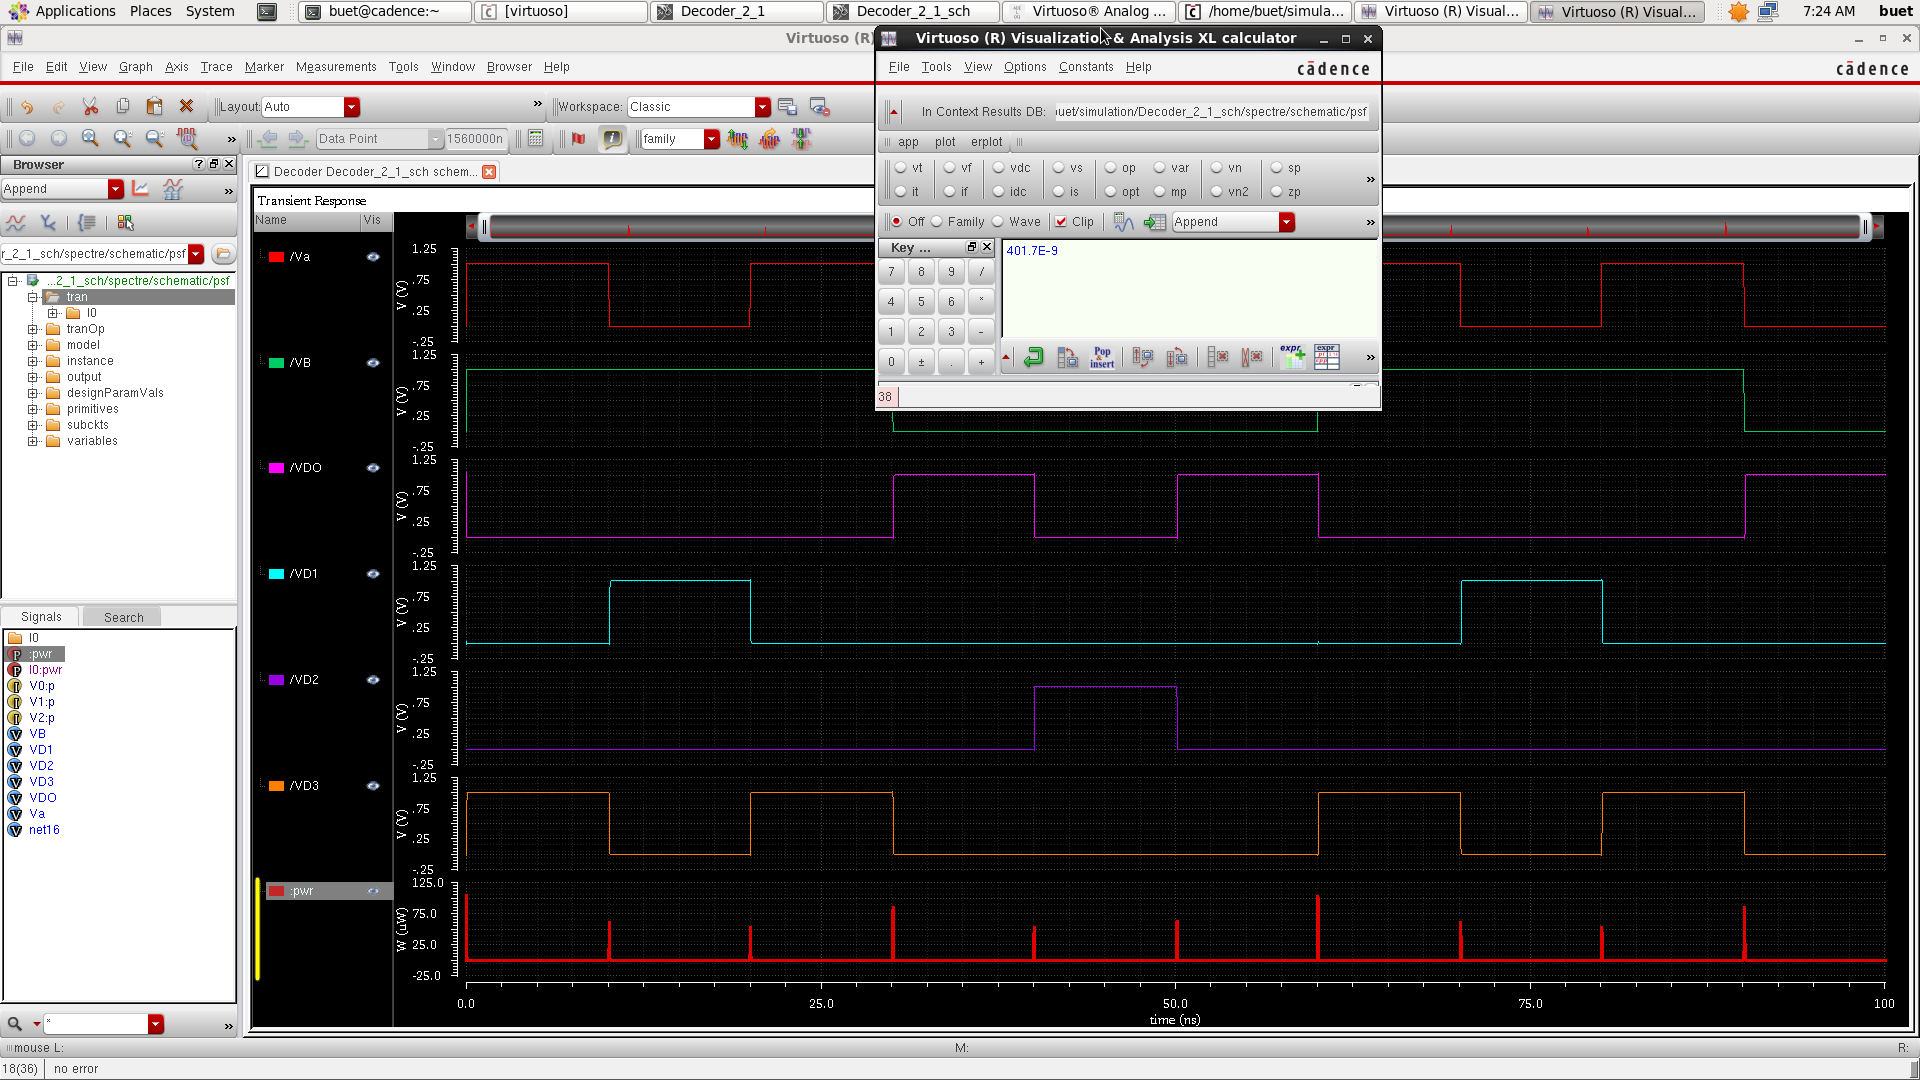 Applications Places System buet@cadence:~ [virtuoso] Decoder_2_1 Decoder_2_1_sch Virtuoso® Analog ... /home/buet/simula... Virtuoso (R) Visual... Virtuoso (R) Visual... 7:24 AM buet
Virtuoso (R)
File Edit View Graph Axis Trace Marker Measurements Tools Window Browser Help
cādence
Layout: Auto » Workspace: Classic
» Data Point 1560000n family
Browser
Append »
r_2_1_sch/spectre/schematic/psf
...2_1_sch/spectre/schematic/psf
tran
I0
tranOp
model
instance
output
designParamVals
primitives
subckts
variables
Signals Search
I0
:pwr
I0:pwr
V0:p
V1:p
V2:p
VB
VD1
VD2
VD3
VDO
Va
net16
* »
Decoder Decoder_2_1_sch schem...
Transient Response
Name Vis
/Va
V (V)
1.25
.75
.25
-.25
/VB
V (V)
1.25
.75
.25
-.25
/VDO
V (V)
1.25
.75
.25
-.25
/VD1
V (V)
1.25
.75
.25
-.25
/VD2
V (V)
1.25
.75
.25
-.25
/VD3
V (V)
1.25
.75
.25
-.25
:pwr
W (uW)
125.0
75.0
25.0
-25.0
0.0 25.0 50.0 75.0 100
time (ns)
Virtuoso (R) Visualization & Analysis XL calculator
File Tools View Options Constants Help
cādence
In Context Results DB: uet/simulation/Decoder_2_1_sch/spectre/schematic/psf
app plot erplot
vt vf vdc vs op var vn sp »
it if idc is opt mp vn2 zp
Off Family Wave Clip Append »
Key ...
7 8 9 /
4 5 6 *
1 2 3 -
0 ± . +
401.7E-9
Pop insert expr expr »
38
mouse L: M: R:
18(36) no error